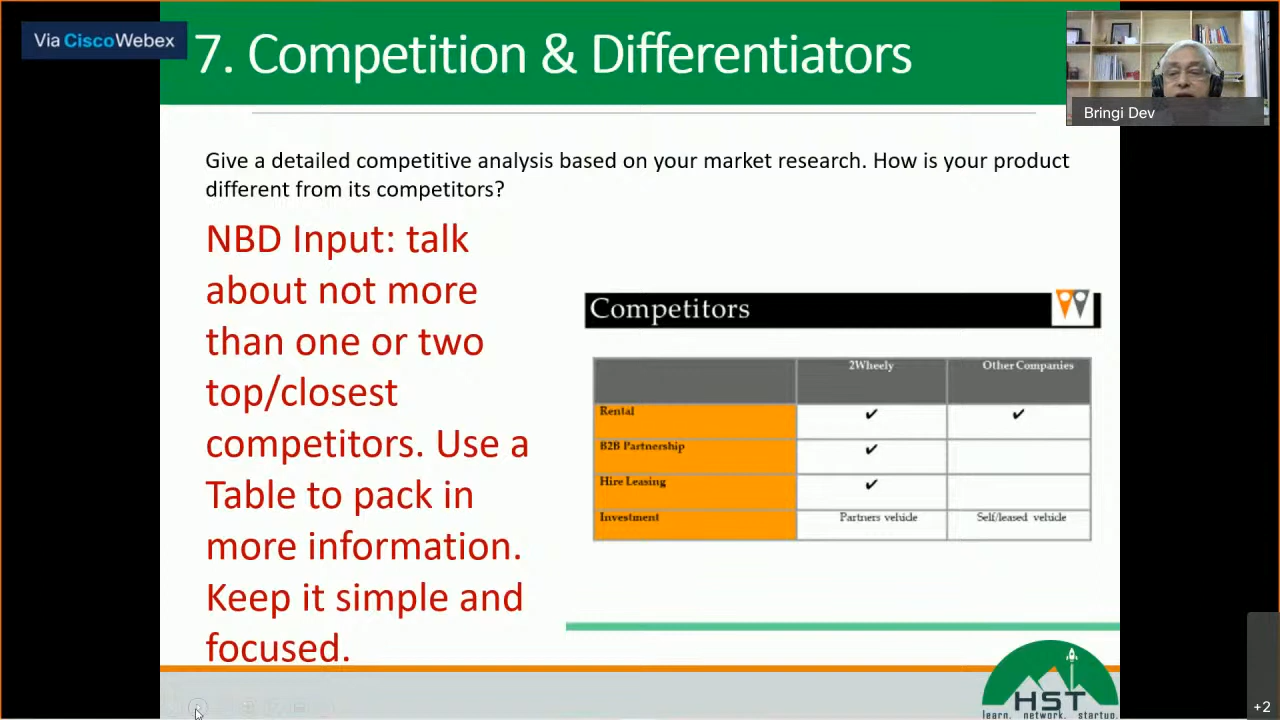 Via CiscoWebex
7. Competition & Differentiators
Bringi Dev
Give a detailed competitive analysis based on your market research. How is your product
different from its competitors?
NBD Input: talk
about not more
than one or two
top/closest
competitors. Use a
Table to pack in
more information.
Keep it simple and
focused.
Competitors
2Wheely Other Companies
Rental ✔ ✔
B2B Partnership ✔
Hire Leasing ✔
Investment Partners vehicle Self/leased vehicle
HST
learn. network. startup.
+2